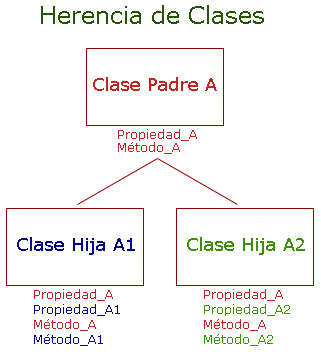 Herencia de Clases
Clase Padre A
Propiedad_A
Método_A
Clase Hija A1
Propiedad_A
Propiedad_A1
Método_A
Método_A1
Clase Hija A2
Propiedad_A
Propiedad_A2
Método_A
Método_A2